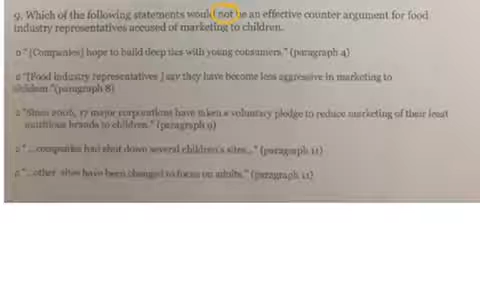 9. Which of the following statements would not be an effective counter argument for food
industry representatives accused of marketing to children.
o "[Companies] hope to build deep ties with young consumers." (paragraph 4)
o "[Food industry representatives ] say they have become less aggressive in marketing to
children."(paragraph 8)
o "Since 2006, 17 major corporations have taken a voluntary pledge to reduce marketing of their least
nutritious brands to children." (paragraph 9)
o "...companies had shut down several children's sites..." (paragraph 11)
o "...other sites have been changed to focus on adults." (paragraph 11)